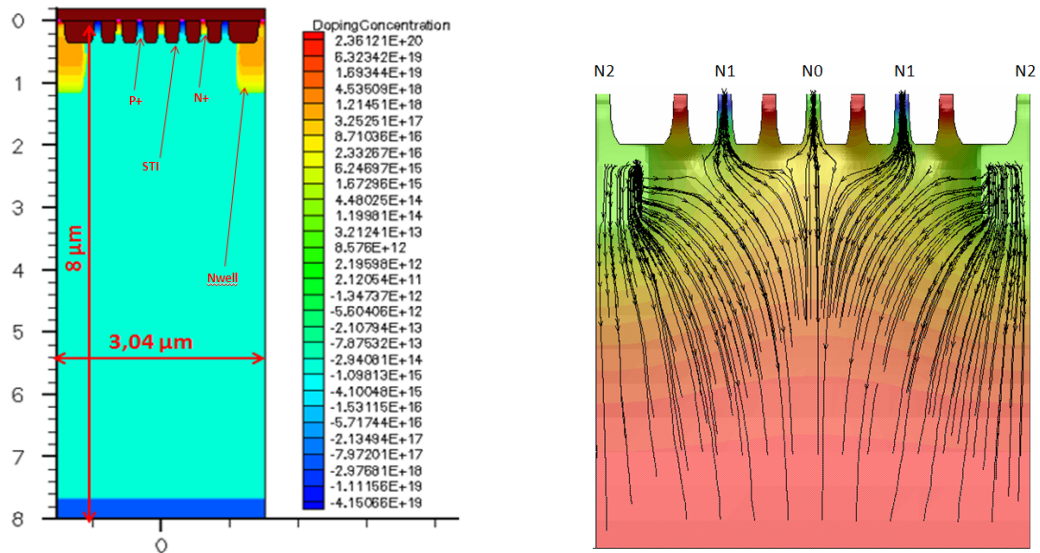 DopingConcentration
2.36121E+20
6.32342E+19
1.69344E+19
4.53509E+18
1.21451E+18
3.25251E+17
8.71036E+16
2.33267E+16
6.24697E+15
1.67296E+15
4.48025E+14
1.19981E+14
3.21241E+13
8.576E+12
2.19598E+12
2.12054E+11
-1.34737E+12
-5.60406E+12
-2.10794E+13
-7.87532E+13
-2.94081E+14
-1.09813E+15
-4.10048E+15
-1.53115E+16
-5.71744E+16
-2.13494E+17
-7.97201E+17
-2.97681E+18
-1.11156E+19
-4.15066E+19
0
1
2
3
4
5
6
7
8
0
P+
N+
STI
Nwell
8 µm
3,04 µm
N2
N1
N0
N1
N2